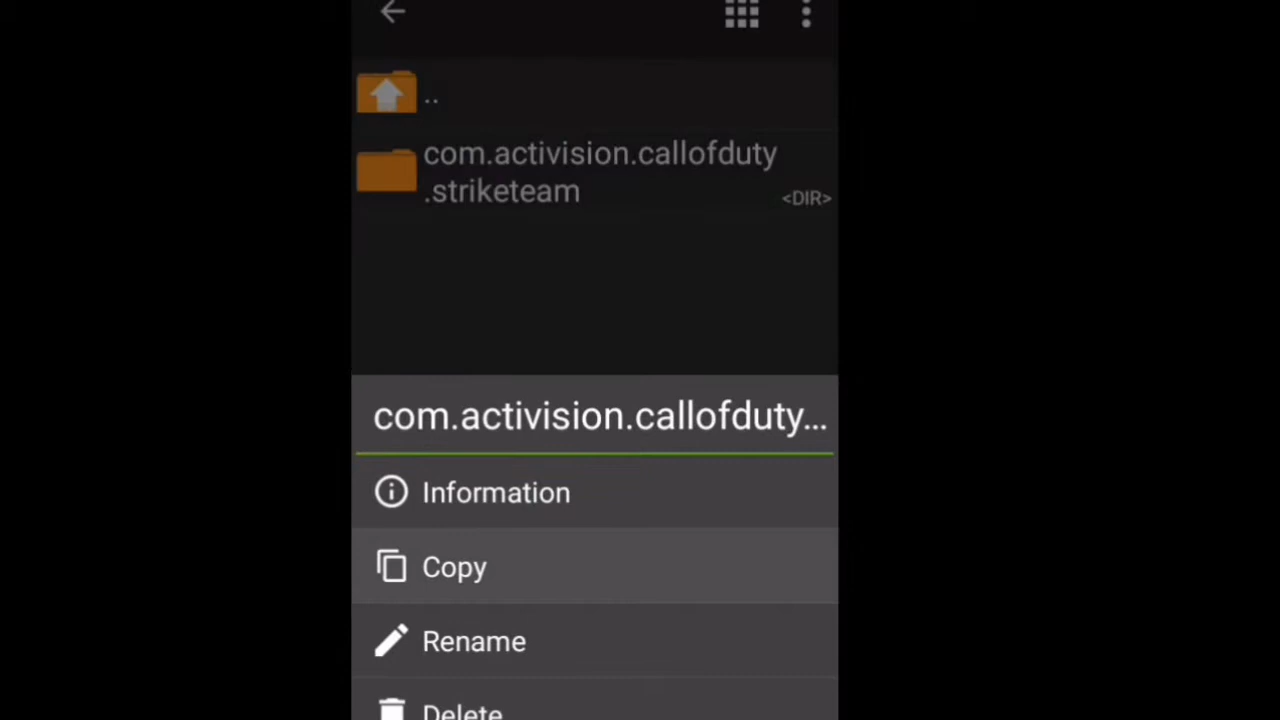 ..
com.activision.callofduty
.striketeam
<DIR>
com.activision.callofduty...
Information
Copy
Rename
Delete